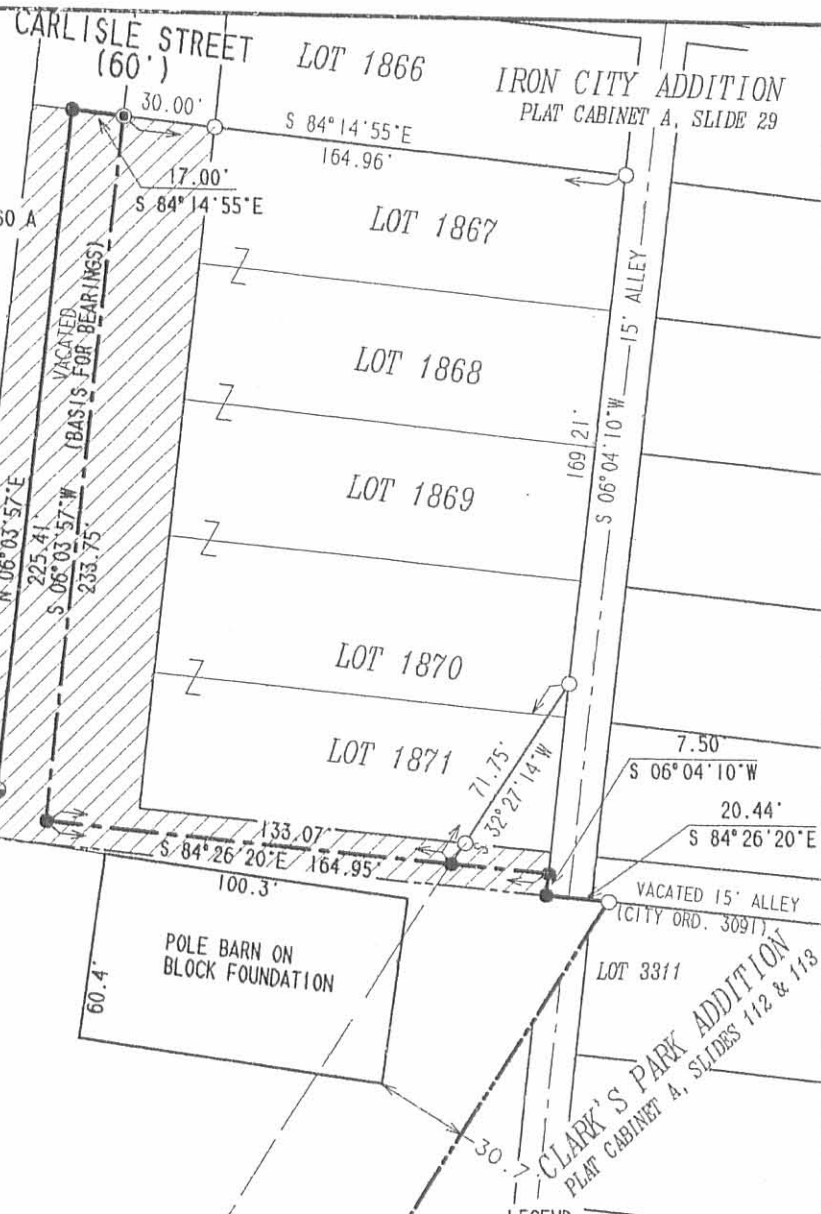 CARLISLE STREET
(60')
LOT 1866
IRON CITY ADDITION
PLAT CABINET A, SLIDE 29
30.00'
S 84°14'55"E
164.96'
17.00'
S 84°14'55"E
60 A
LOT 1867
15' ALLEY
VACATED
(BASIS FOR BEARINGS)
LOT 1868
169.21'
S 06°04'10"W
N 06°03'57"E
225.41'
S 06°03'57"W
233.75'
LOT 1869
LOT 1870
LOT 1871
71.75'
S 32°27'14"W
7.50'
S 06°04'10"W
20.44'
S 84°26'20"E
133.07'
S 84°26'20"E 164.95'
100.3'
VACATED 15' ALLEY
(CITY ORD. 3091)
POLE BARN ON
BLOCK FOUNDATION
60.4'
LOT 3311
CLARK'S PARK ADDITION
PLAT CABINET A, SLIDES 112 & 113
30.7
LEGEND